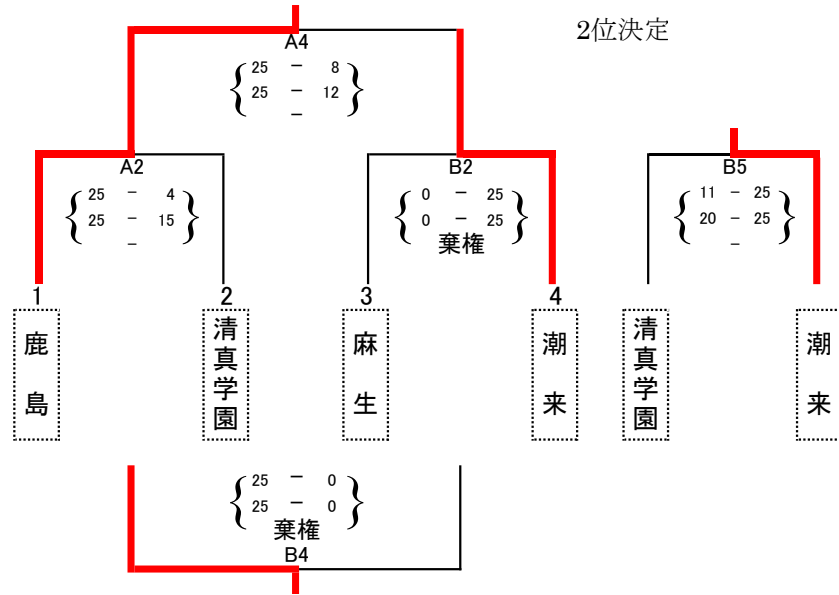 2位決定
A4
25 － 8
25 － 12
－
A2
25 － 4
25 － 15
－
B2
0 － 25
0 － 25
棄権
B5
11 － 25
20 － 25
－
1
2
3
4
鹿島
清真学園
麻生
潮来
清真学園
潮来
25 － 0
25 － 0
棄権
B4